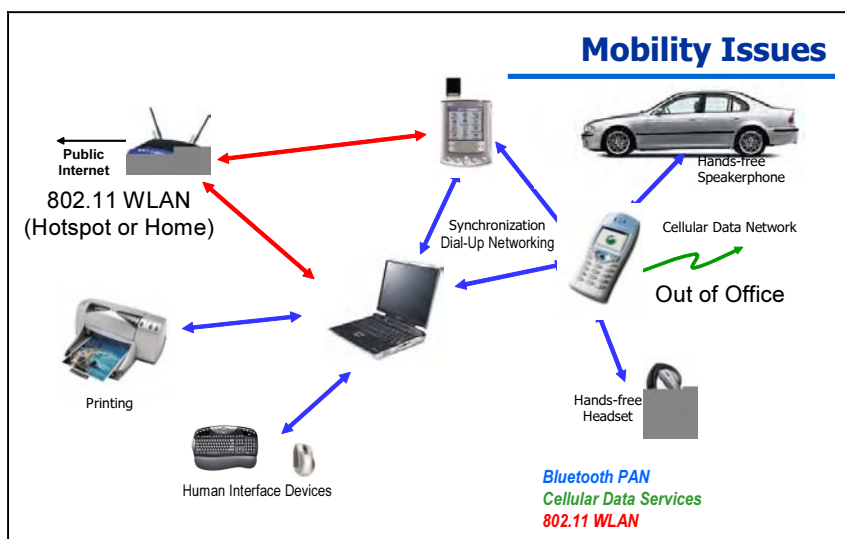 Mobility Issues
Public
Internet
802.11 WLAN
(Hotspot or Home)
Hands-free
Speakerphone
Synchronization
Dial-Up Networking
Cellular Data Network
Out of Office
Printing
Hands-free
Headset
Human Interface Devices
Bluetooth PAN
Cellular Data Services
802.11 WLAN